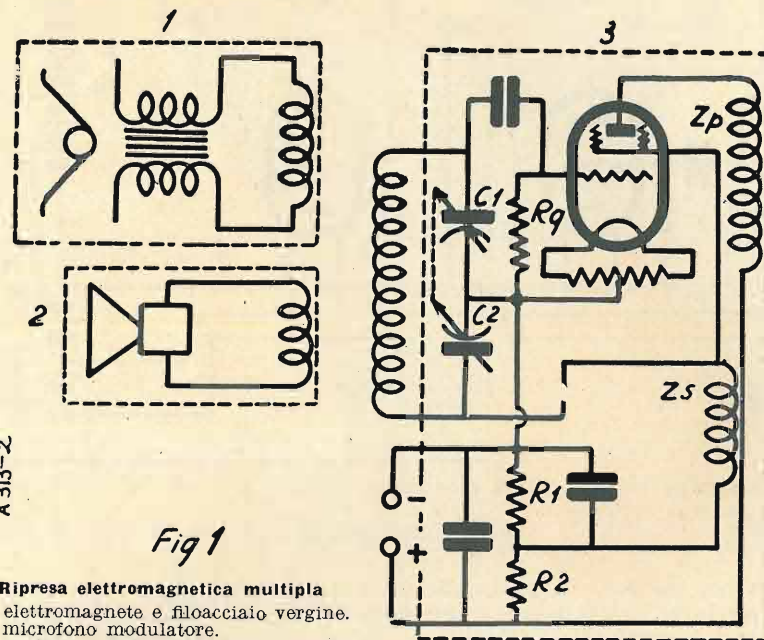 1
3
Zp
C1
Rg
2
C2
Zs
A 313-2
−
R1
+
R2
Fig 1
Ripresa elettromagnetica multipla
elettromagnete e filoacciaio vergine.
microfono modulatore.